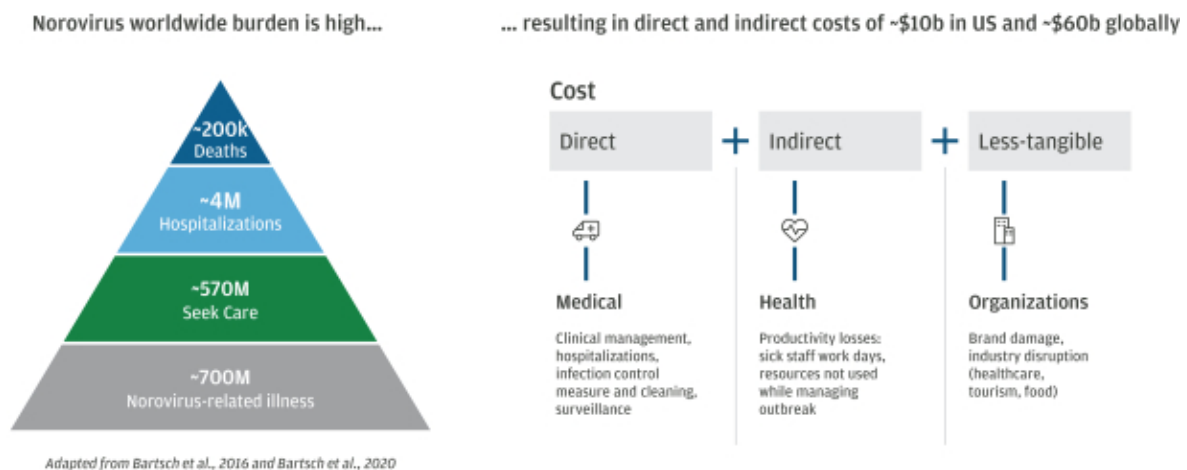 Norovirus worldwide burden is high...
... resulting in direct and indirect costs of ~$10b in US and ~$60b globally
~200k
Deaths
~4M
Hospitalizations
~570M
Seek Care
~700M
Norovirus-related illness
Adapted from Bartsch et al., 2016 and Bartsch et al., 2020
Cost
Direct
+
Indirect
+
Less-tangible
Medical
Clinical management,
hospitalizations,
infection control
measure and cleaning,
surveillance
Health
Productivity losses:
sick staff work days,
resources not used
while managing
outbreak
Organizations
Brand damage,
industry disruption
(healthcare,
tourism, food)